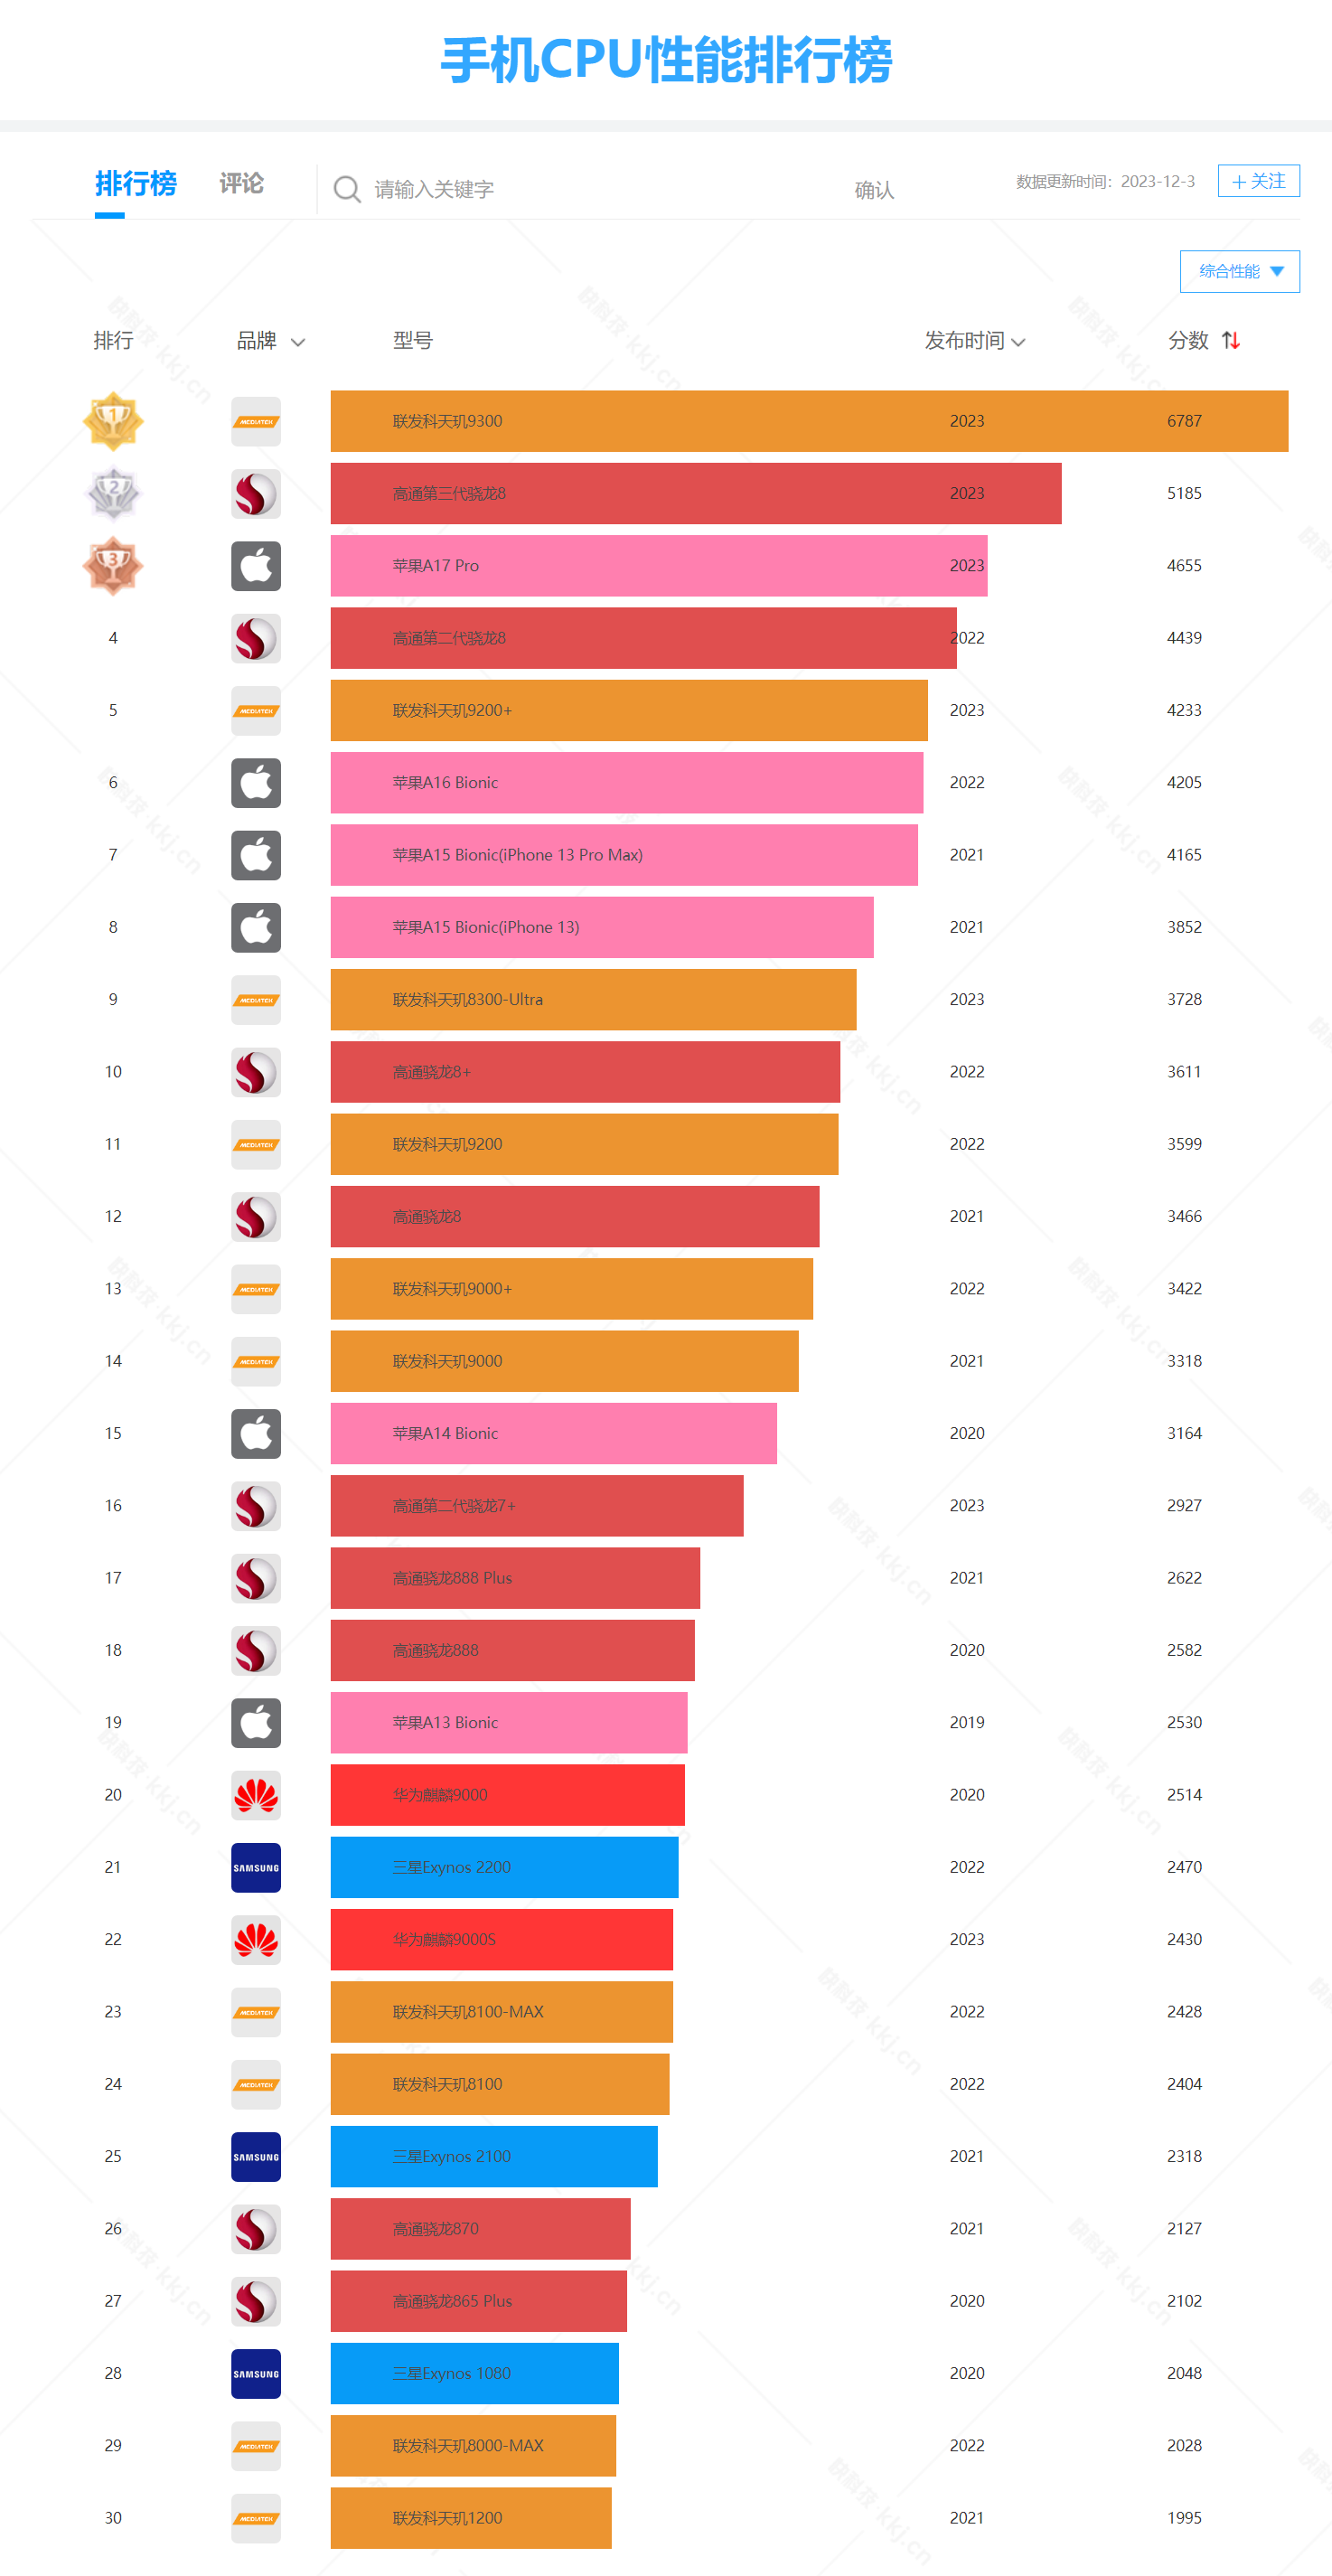 手机CPU性能排行榜
排行榜 评论 请输入关键字 确认 数据更新时间：2023-12-3 +关注
综合性能
排行 品牌 型号 发布时间 分数
1 MEDIATEK 联发科天玑9300 2023 6787
2 高通第三代骁龙8 2023 5185
3 苹果A17 Pro 2023 4655
4 高通第二代骁龙8 2022 4439
5 MEDIATEK 联发科天玑9200+ 2023 4233
6 苹果A16 Bionic 2022 4205
7 苹果A15 Bionic(iPhone 13 Pro Max) 2021 4165
8 苹果A15 Bionic(iPhone 13) 2021 3852
9 MEDIATEK 联发科天玑8300-Ultra 2023 3728
10 高通骁龙8+ 2022 3611
11 MEDIATEK 联发科天玑9200 2022 3599
12 高通骁龙8 2021 3466
13 MEDIATEK 联发科天玑9000+ 2022 3422
14 MEDIATEK 联发科天玑9000 2021 3318
15 苹果A14 Bionic 2020 3164
16 高通第二代骁龙7+ 2023 2927
17 高通骁龙888 Plus 2021 2622
18 高通骁龙888 2020 2582
19 苹果A13 Bionic 2019 2530
20 华为麒麟9000 2020 2514
21 SAMSUNG 三星Exynos 2200 2022 2470
22 华为麒麟9000S 2023 2430
23 MEDIATEK 联发科天玑8100-MAX 2022 2428
24 MEDIATEK 联发科天玑8100 2022 2404
25 SAMSUNG 三星Exynos 2100 2021 2318
26 高通骁龙870 2021 2127
27 高通骁龙865 Plus 2020 2102
28 SAMSUNG 三星Exynos 1080 2020 2048
29 MEDIATEK 联发科天玑8000-MAX 2022 2028
30 MEDIATEK 联发科天玑1200 2021 1995
快科技·kkj.cn